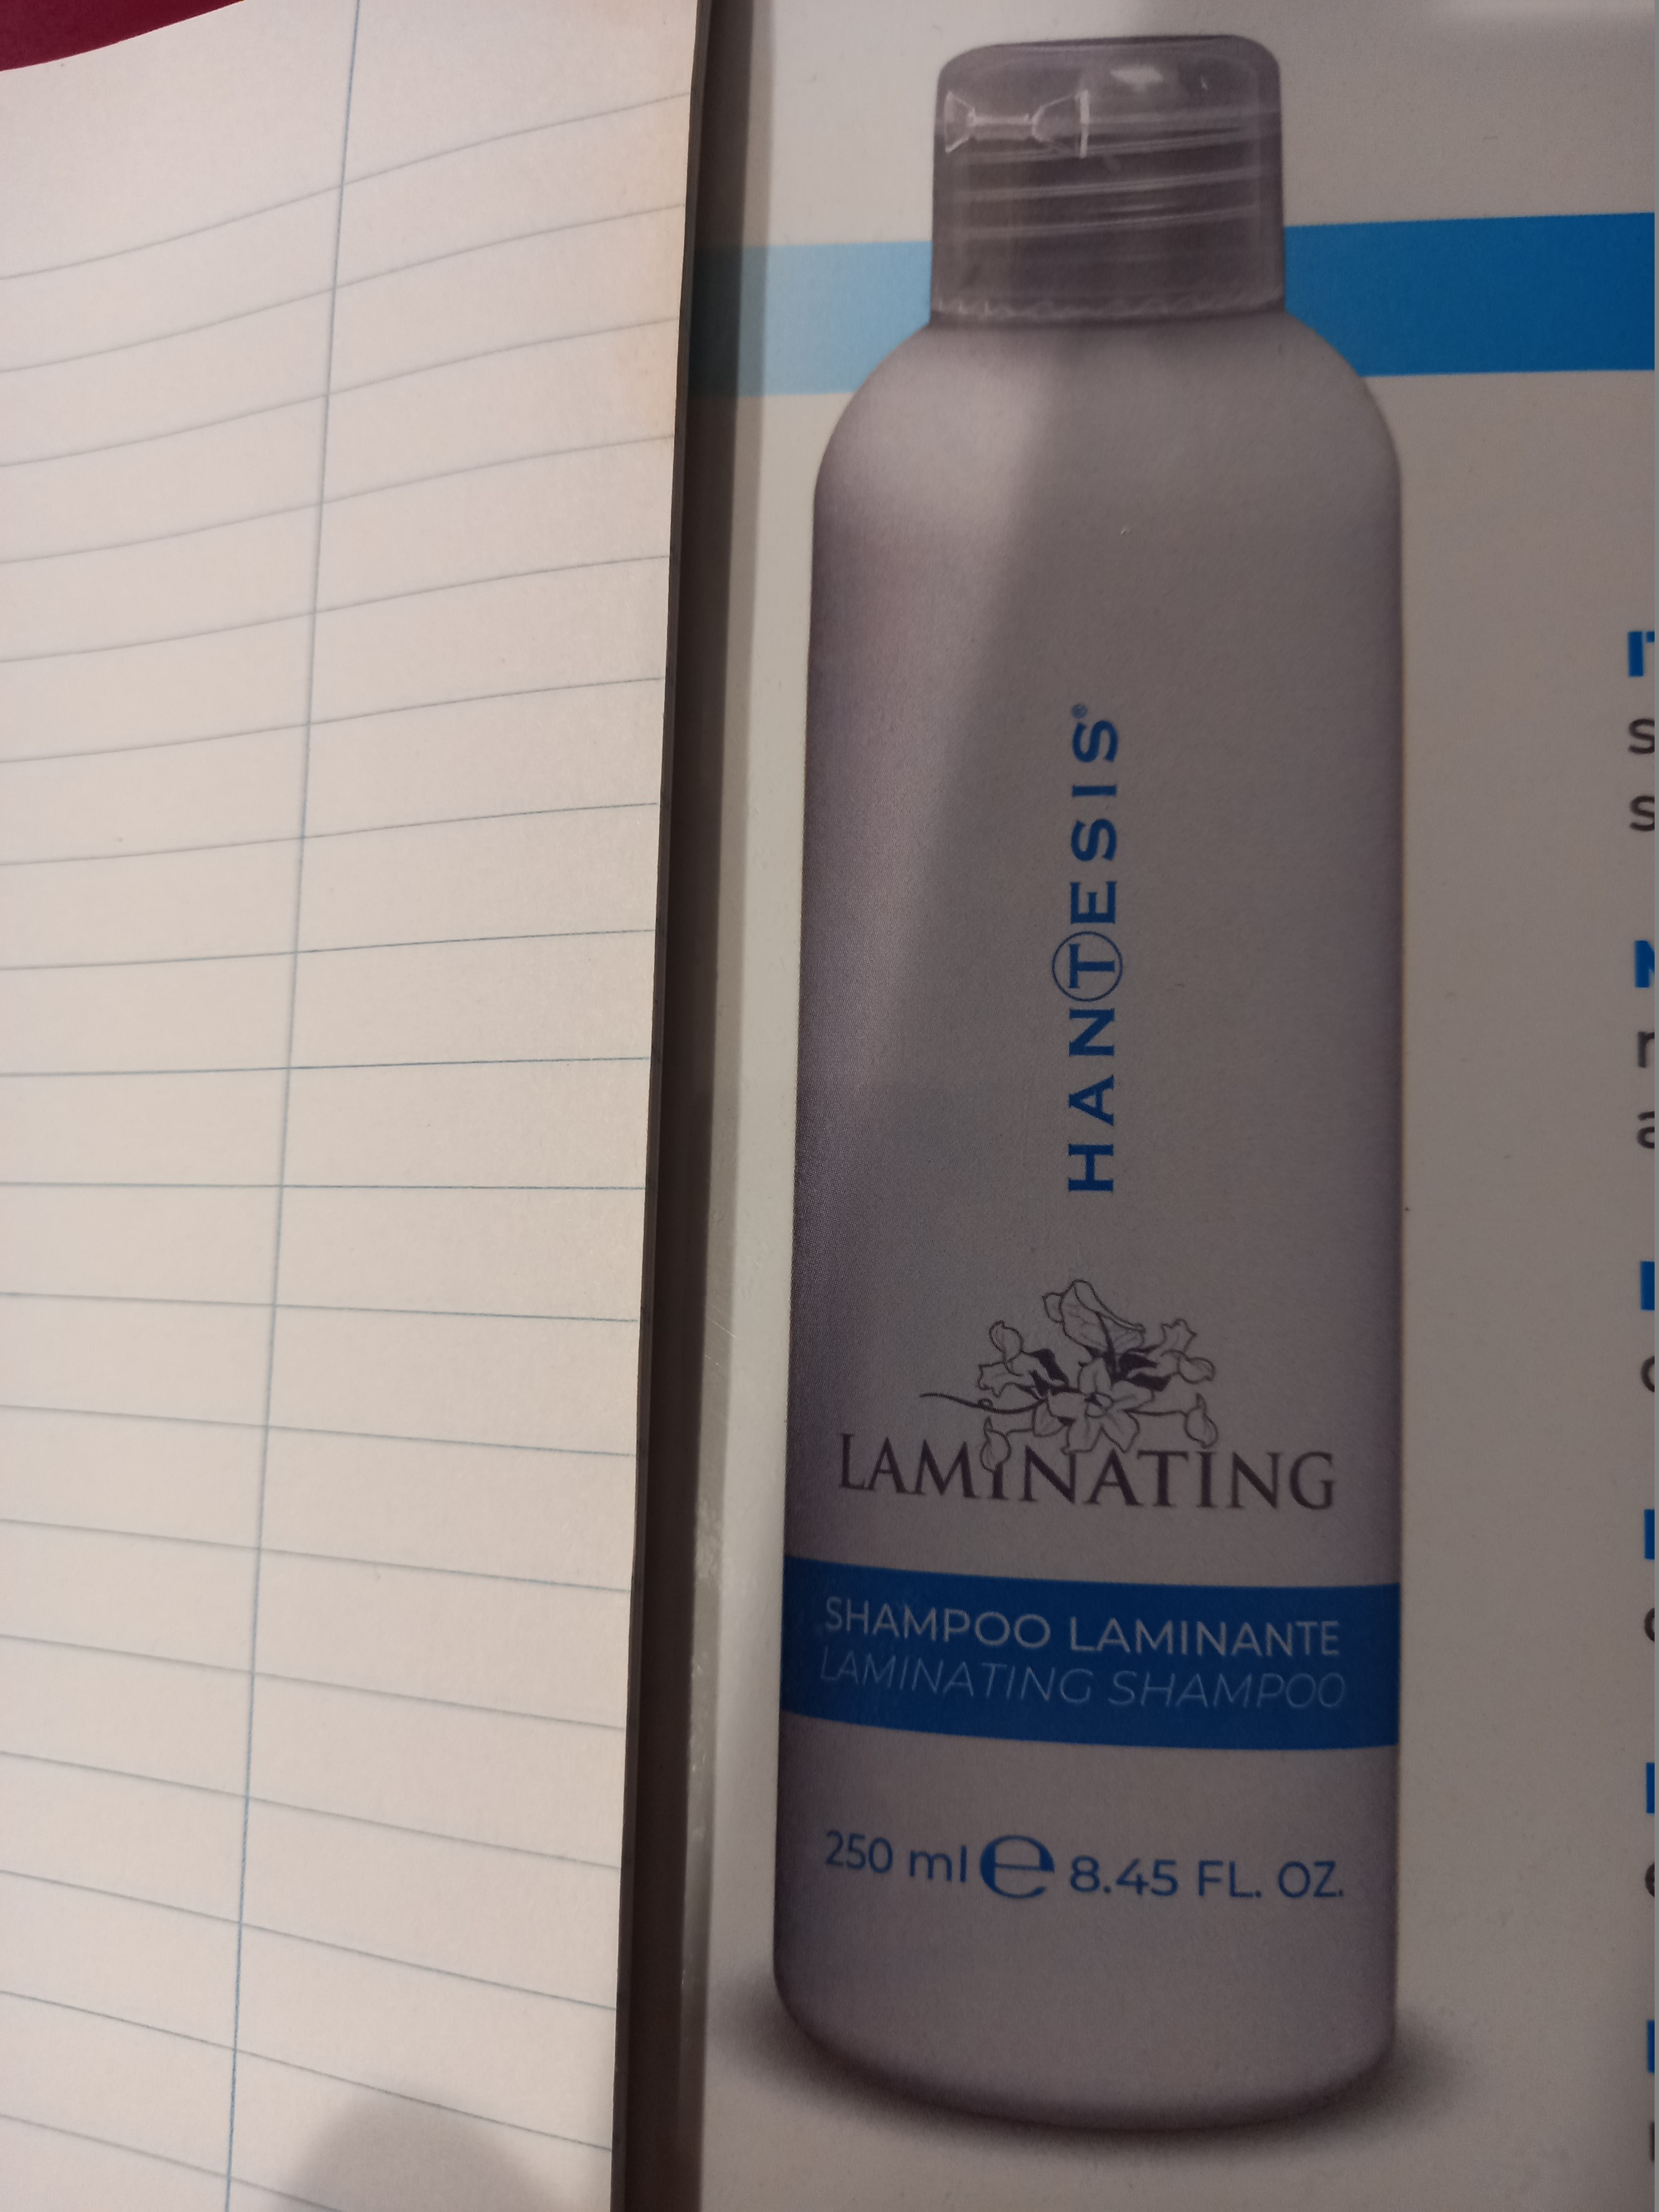 HANTESIS®
LAMINATING
SHAMPOO LAMINANTE
LAMINATING SHAMPOO
250 ml ℮ 8.45 FL. OZ.